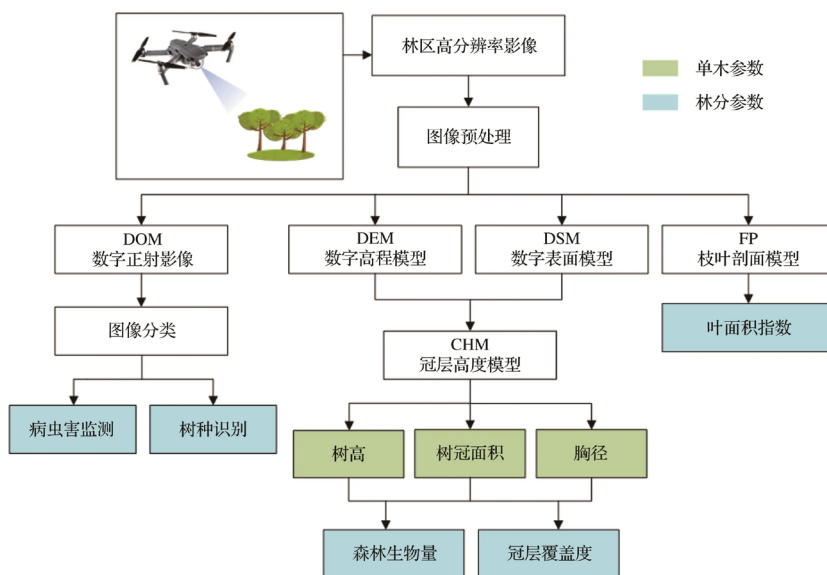 林区高分辨率影像
单木参数
林分参数
图像预处理
DOM
数字正射影像
DEM
数字高程模型
DSM
数字表面模型
FP
枝叶剖面模型
图像分类
CHM
冠层高度模型
叶面积指数
病虫害监测
树种识别
树高
树冠面积
胸径
森林生物量
冠层覆盖度